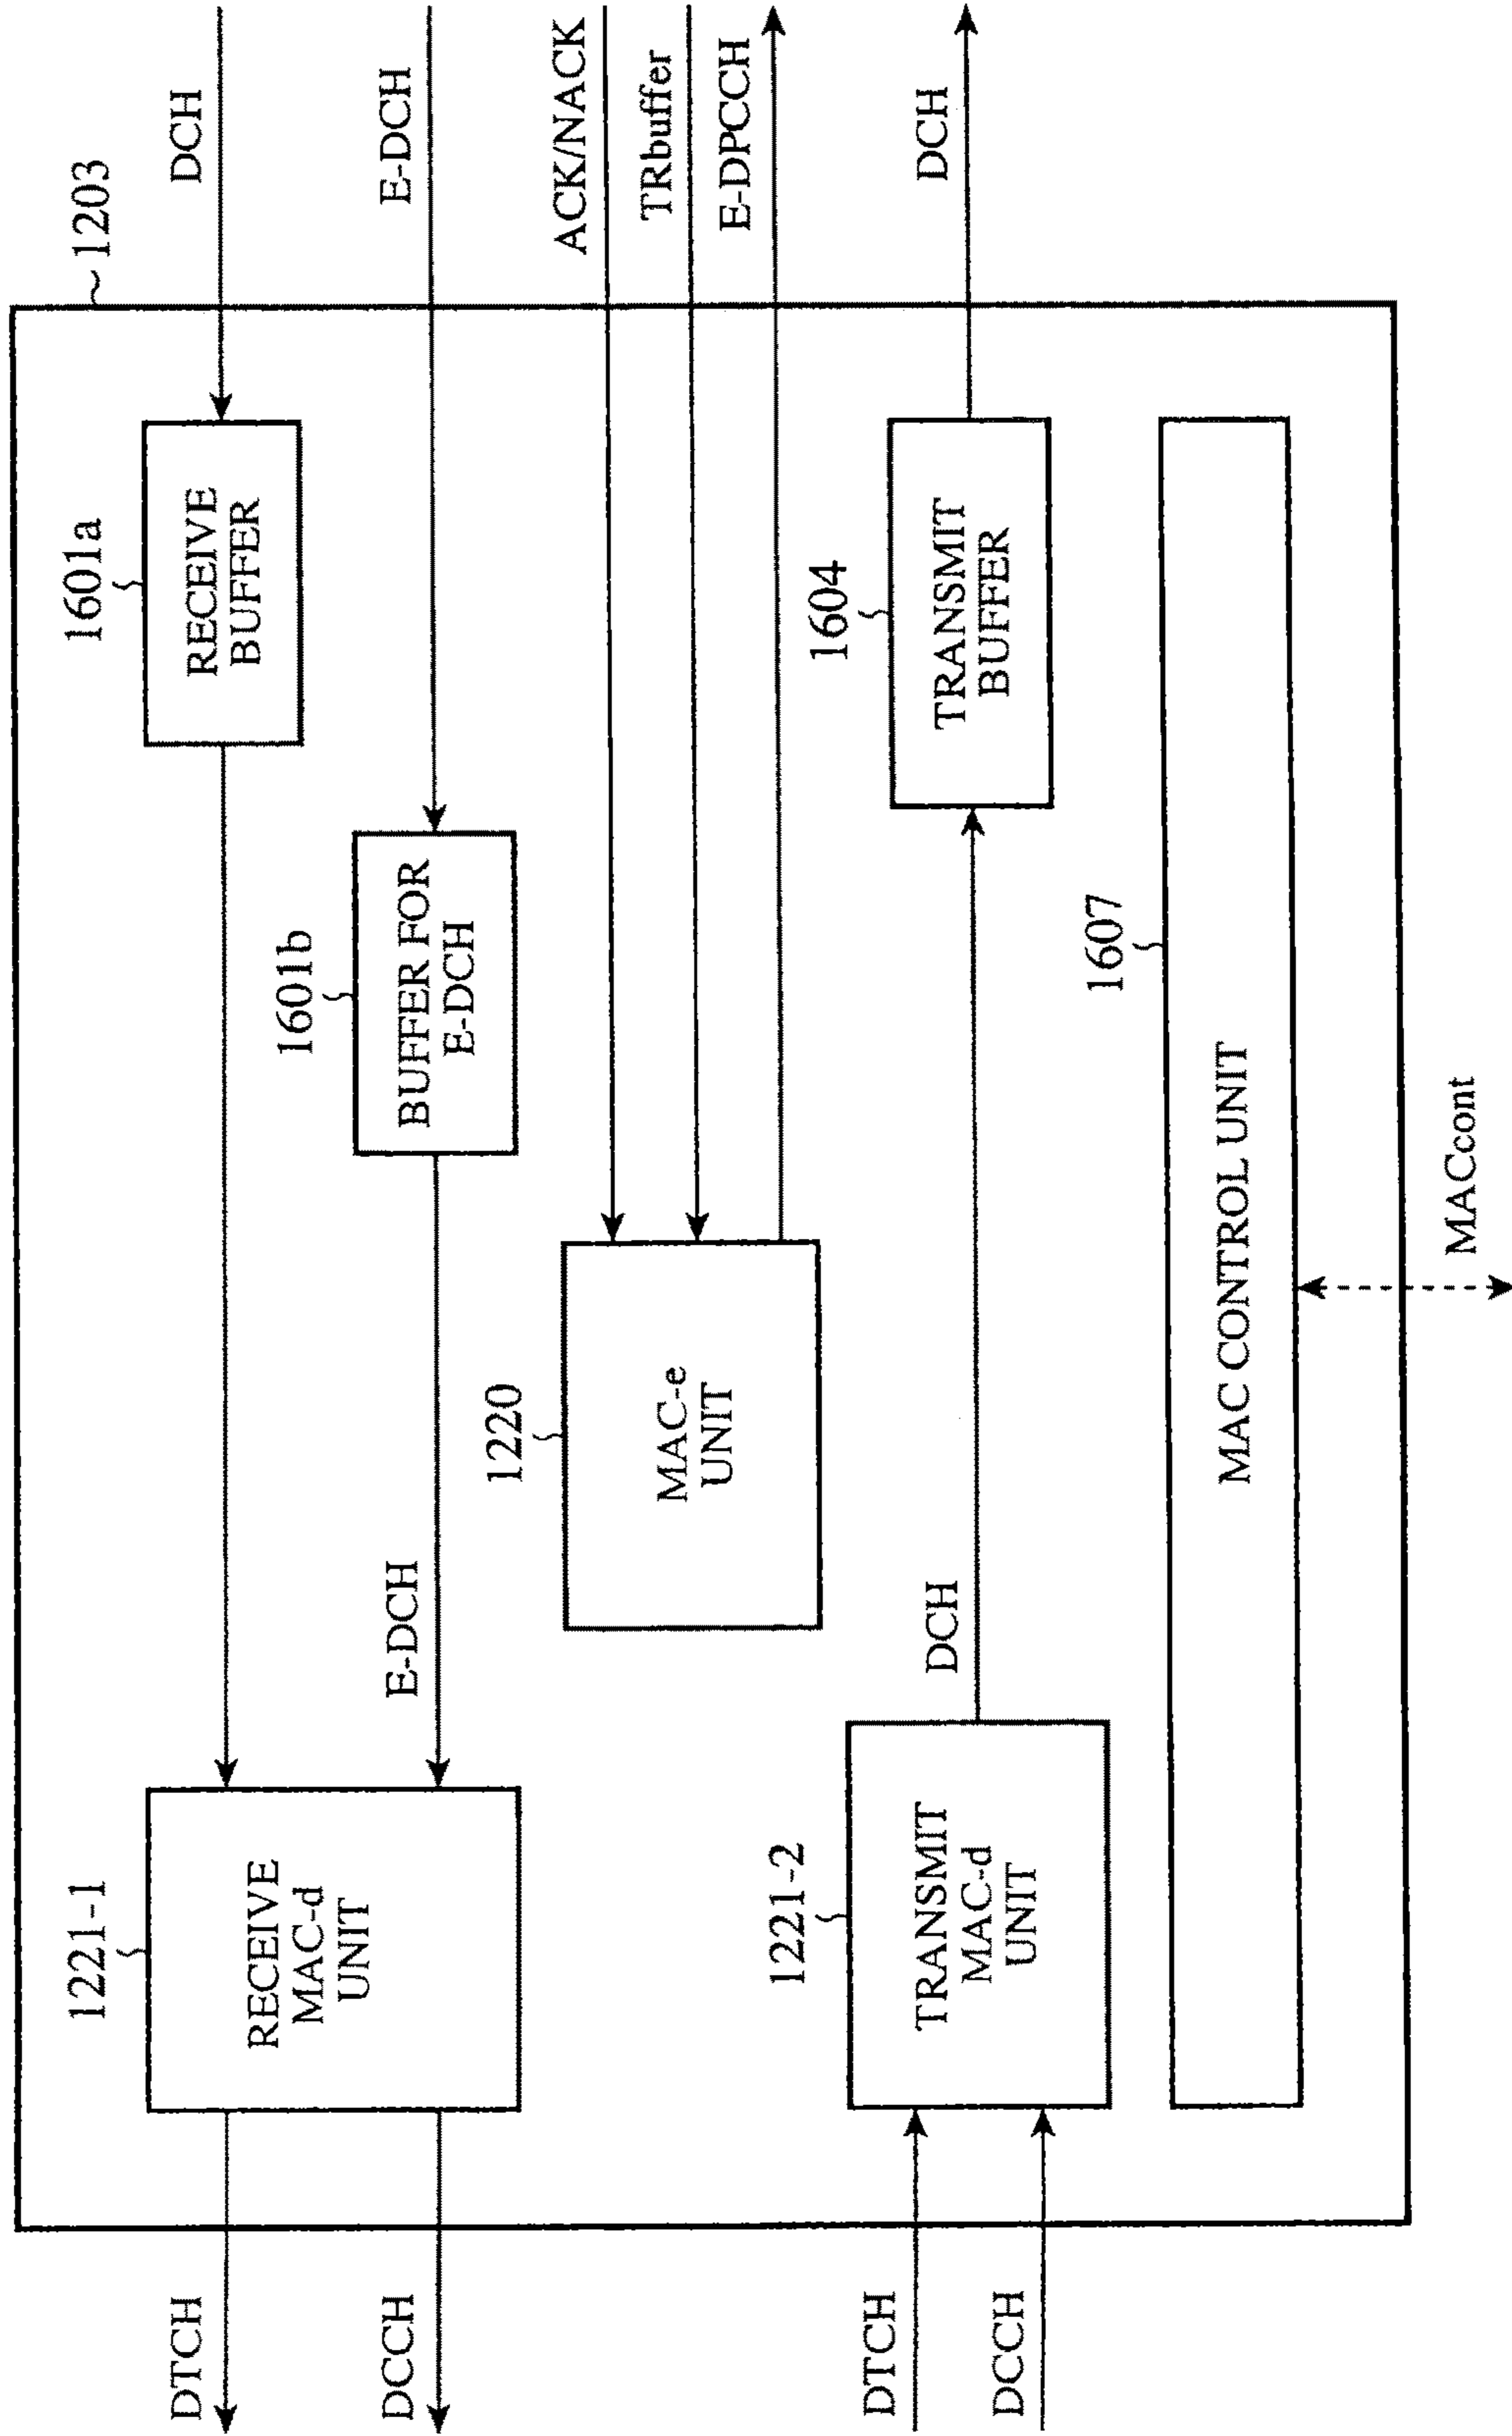 1203
DTCH
1221-1
RECEIVE
MAC-d
UNIT
1601a
RECEIVE
BUFFER
DCH
DCCH
E-DCH
1601b
BUFFER FOR
E-DCH
E-DCH
1220
MAC-e
UNIT
ACK/NACK
TRbuffer
E-DPCCH
DTCH
DCCH
1221-2
TRANSMIT
MAC-d
UNIT
DCH
1604
TRANSMIT
BUFFER
DCH
1607
MAC CONTROL UNIT
MACcont